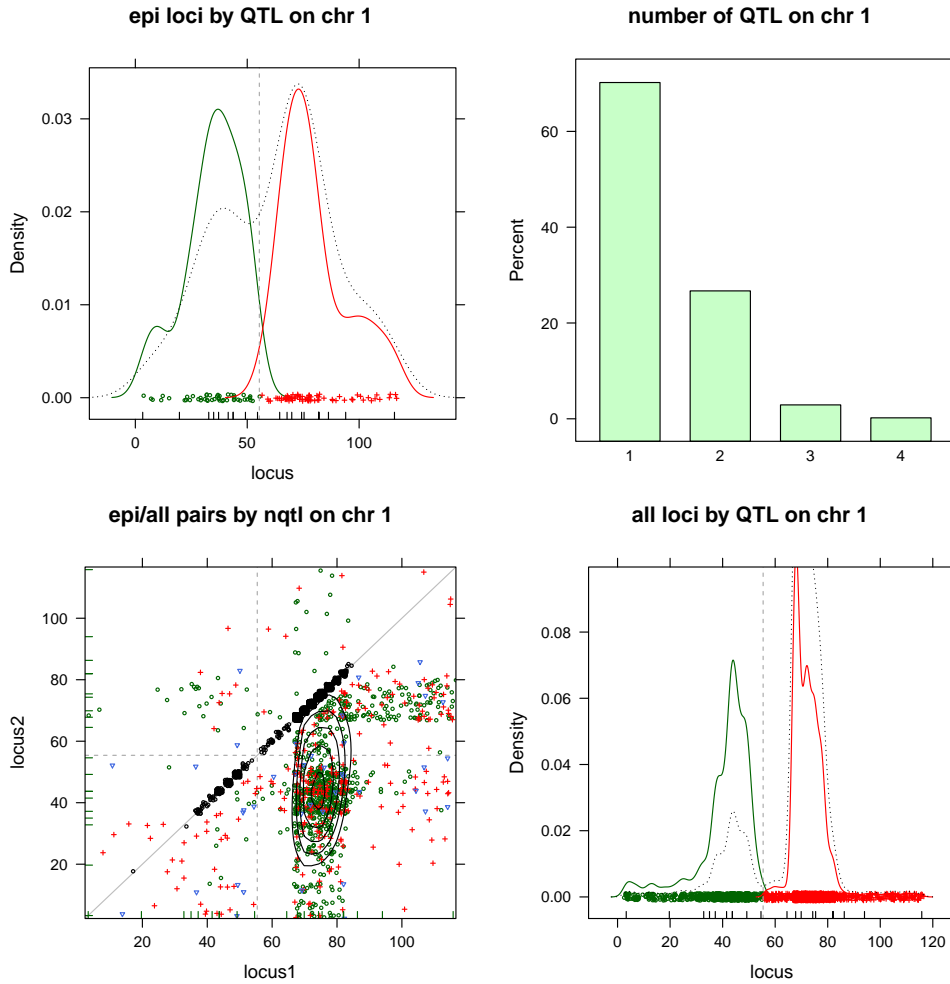 epi loci by QTL on chr 1
number of QTL on chr 1
Density
0.03
0.02
0.01
0.00
0 50 100
locus
Percent
60
40
20
0
1 2 3 4
epi/all pairs by nqtl on chr 1
all loci by QTL on chr 1
locus2
100
80
60
40
20
20 40 60 80 100
locus1
Density
0.08
0.06
0.04
0.02
0.00
0 20 40 60 80 100 120
locus